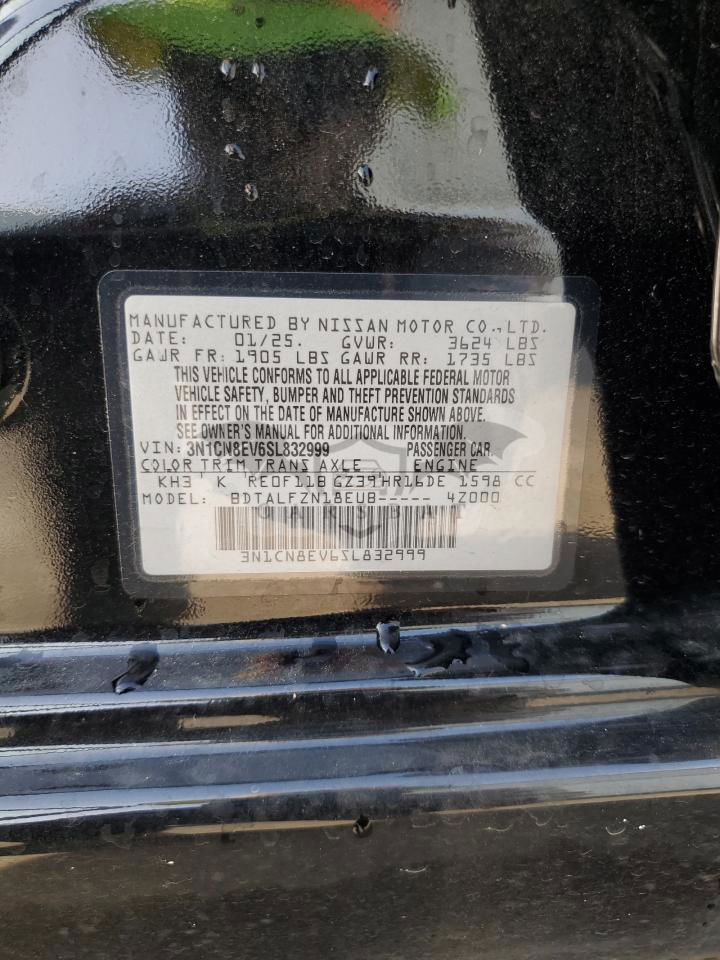 MANUFACTURED BY NISSAN MOTOR CO., LTD.
DATE: 01/25. GVWR: 3624 LBS
GAWR FR: 1905 LBS GAWR RR: 1735 LBS
THIS VEHICLE CONFORMS TO ALL APPLICABLE FEDERAL MOTOR
VEHICLE SAFETY, BUMPER AND THEFT PREVENTION STANDARDS
IN EFFECT ON THE DATE OF MANUFACTURE SHOWN ABOVE.
SEE OWNER'S MANUAL FOR ADDITIONAL INFORMATION.
VIN: 3N1CN8EV6SL832999 PASSENGER CAR
COLOR TRIM TRANS AXLE ENGINE
KH3 K RE0F11B GZ39HR16DE 1598 CC
MODEL: BDTALFZN18EUB----- 4Z000
3N1CN8EV6SL832999